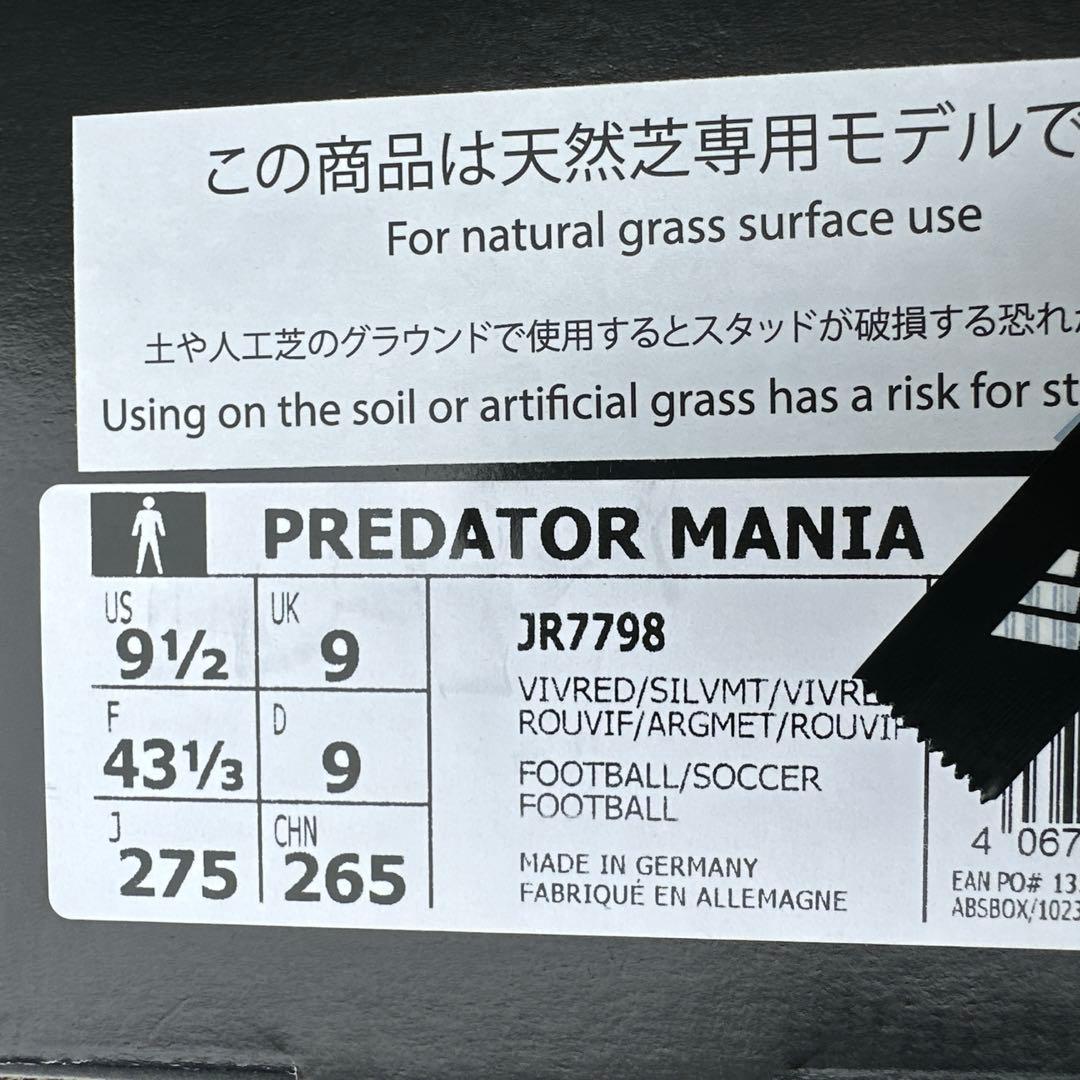 この商品は天然芝専用モデルで
For natural grass surface use
土や人工芝のグラウンドで使用するとスタッドが破損する恐れ
Using on the soil or artificial grass has a risk for st
PREDATOR MANIA
US 9½ UK 9
F 43⅓ D 9
J 275 CHN 265
JR7798
VIVRED/SILVMT/VIVRE
ROUVIF/ARGMET/ROUVIF
FOOTBALL/SOCCER
FOOTBALL
MADE IN GERMANY
FABRIQUÉ EN ALLEMAGNE
4 067
EAN PO# 13
ABSBOX/1023